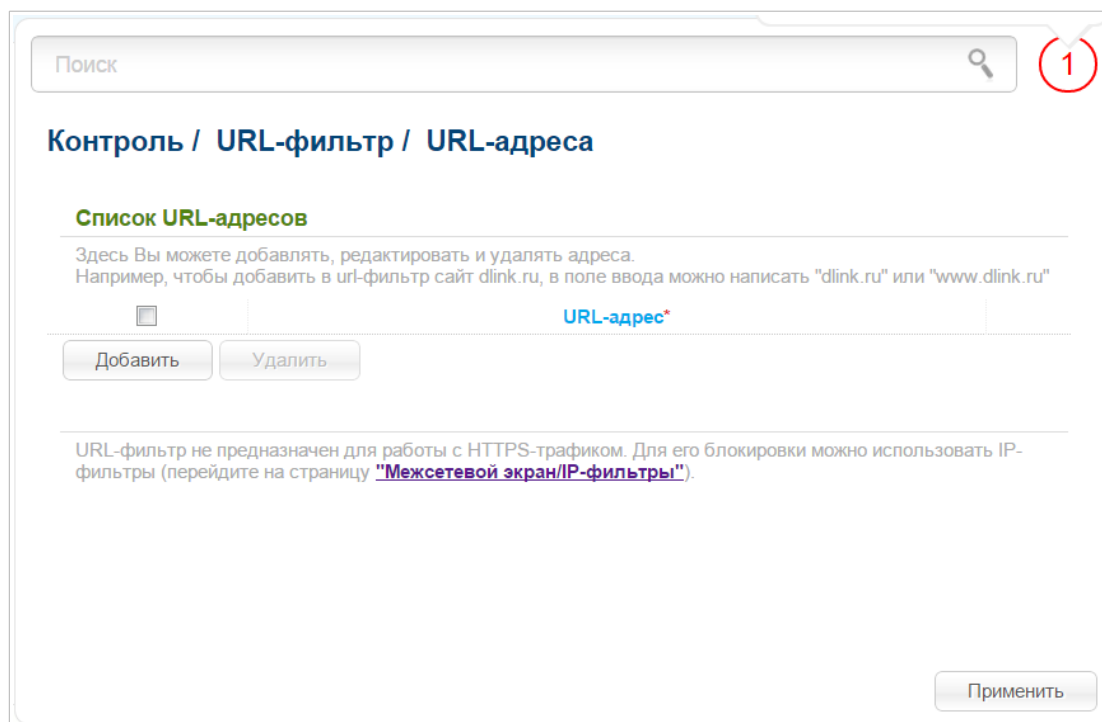 Поиск
1
Контроль / URL-фильтр / URL-адреса
Список URL-адресов
Здесь Вы можете добавлять, редактировать и удалять адреса.
Например, чтобы добавить в url-фильтр сайт dlink.ru, в поле ввода можно написать "dlink.ru" или "www.dlink.ru"
URL-адрес*
Добавить Удалить
URL-фильтр не предназначен для работы с HTTPS-трафиком. Для его блокировки можно использовать IP-
фильтры (перейдите на страницу "Межсетевой экран/IP-фильтры").
Применить